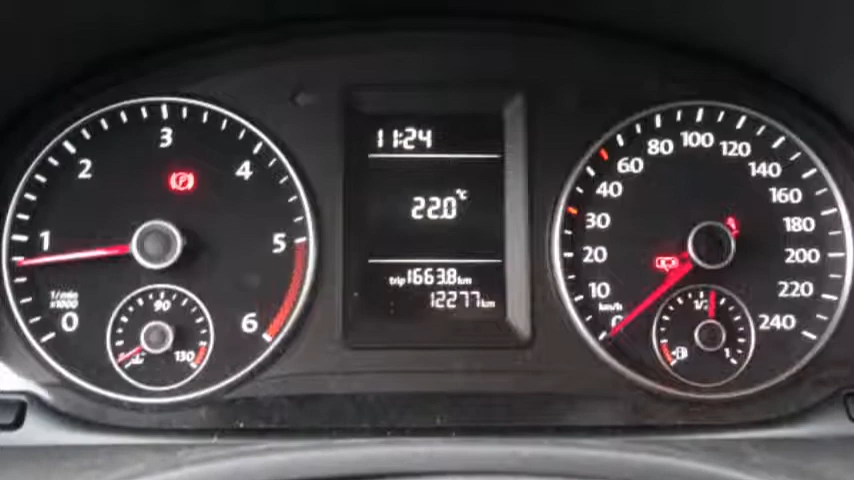 11:24
22.0°C
trip 1663.8 km
12277 km
0 1 2 3 4 5 6
1/min
x1000
90
130
0 10 20 30 40 60 80 100 120 140 160 180 200 220 240
km/h
1/2
1